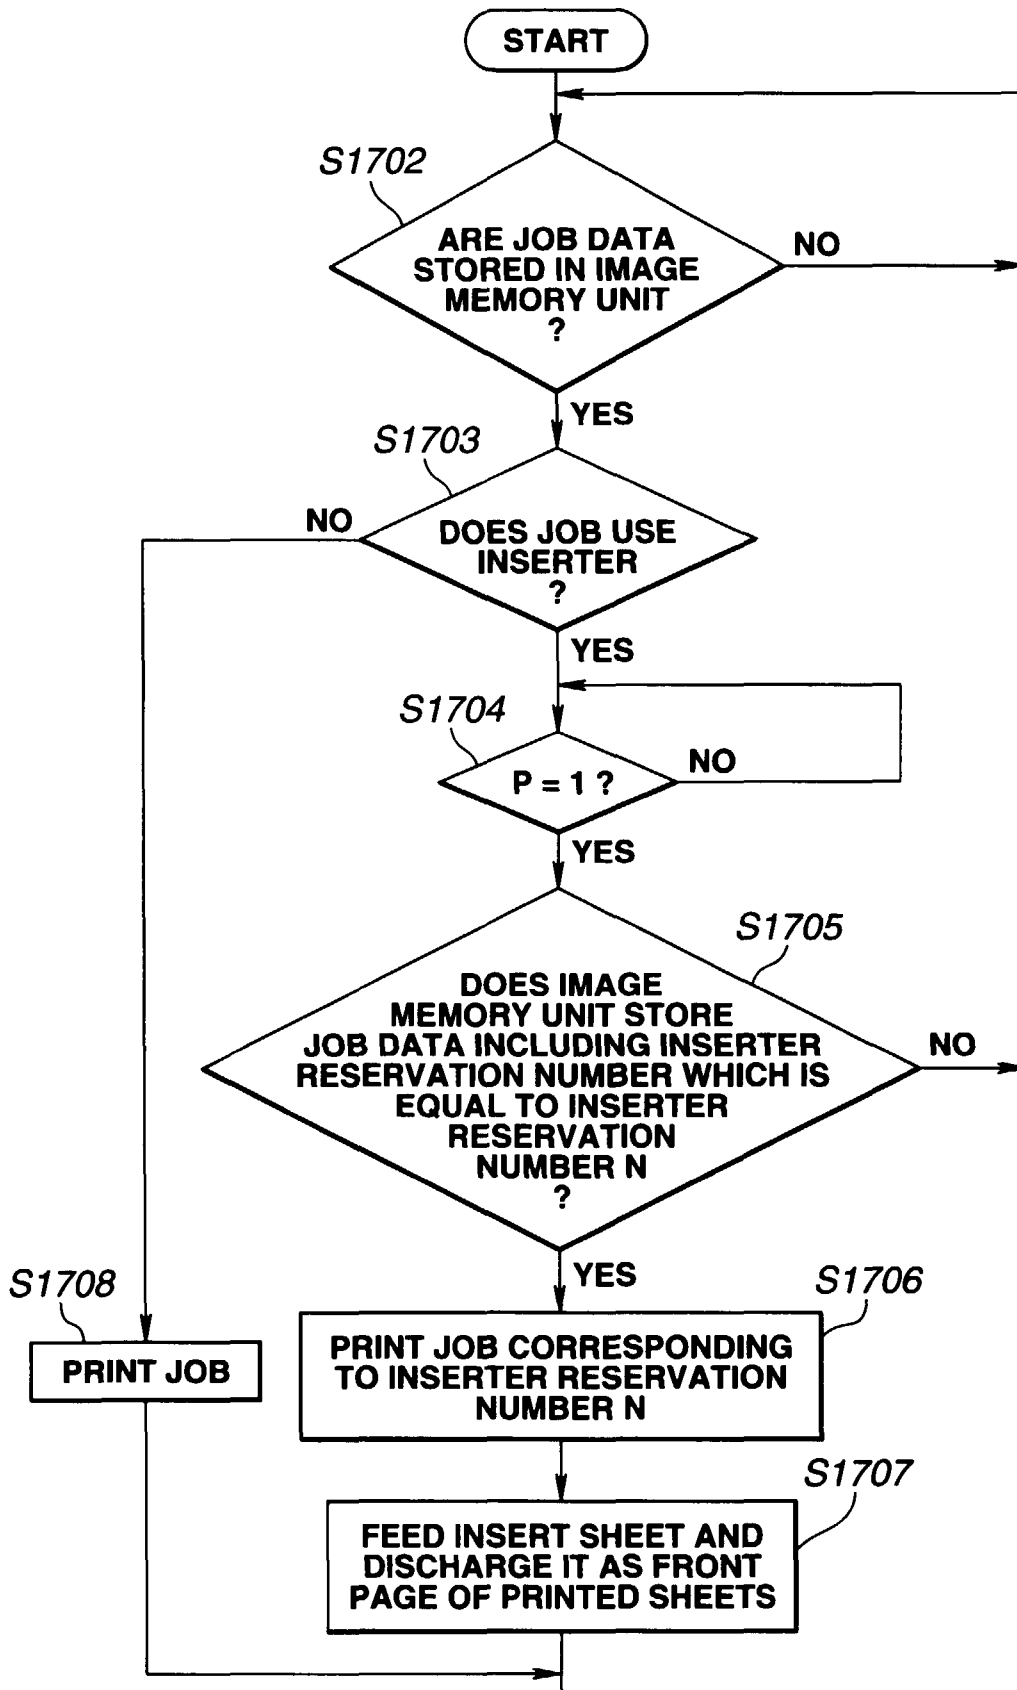 START
S1702
ARE JOB DATA
STORED IN IMAGE
MEMORY UNIT
?
NO
YES
S1703
NO
DOES JOB USE
INSERTER
?
YES
S1704
P = 1 ?
NO
YES
S1705
DOES IMAGE
MEMORY UNIT STORE
JOB DATA INCLUDING INSERTER
RESERVATION NUMBER WHICH IS
EQUAL TO INSERTER
RESERVATION
NUMBER N
?
NO
YES
S1708
PRINT JOB
S1706
PRINT JOB CORRESPONDING
TO INSERTER RESERVATION
NUMBER N
S1707
FEED INSERT SHEET AND
DISCHARGE IT AS FRONT
PAGE OF PRINTED SHEETS